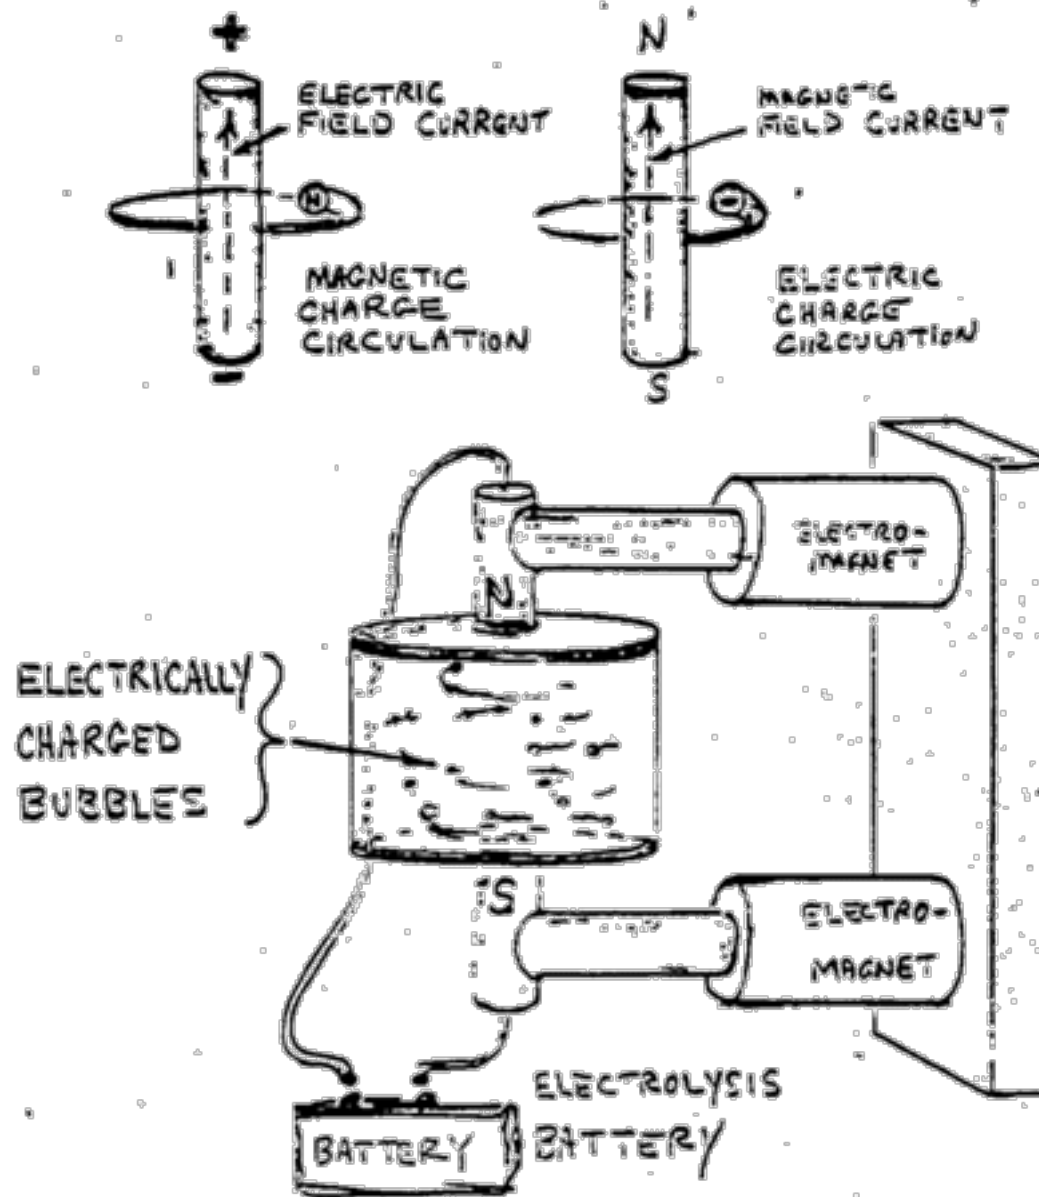 +
ELECTRIC
FIELD CURRENT
N
MAGNETIC
CHARGE
CIRCULATION
-
N
MAGNETIC
FIELD CURRENT
-
ELECTRIC
CHARGE
CIRCULATION
S
ELECTRO-
MAGNET
N
ELECTRICALLY
CHARGED
BUBBLES
S
ELECTRO-
MAGNET
ELECTROLYSIS
BATTERY
BATTERY